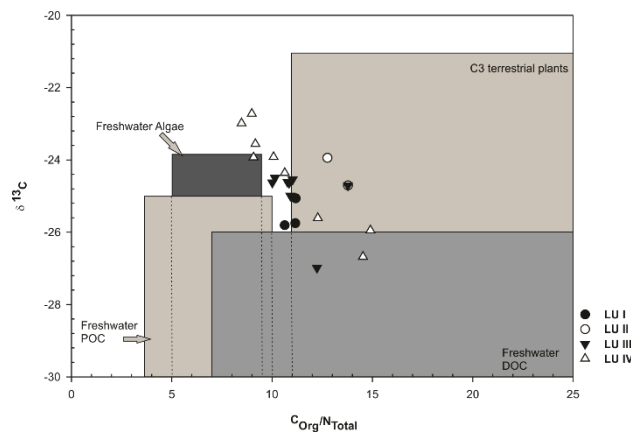 -20
-22
-24
-26
-28
-30
δ 13C
C3 terrestrial plants
Freshwater Algae
Freshwater
POC
Freshwater
DOC
LU I
LU II
LU III
LU IV
0
5
10
15
20
25
COrg/NTotal